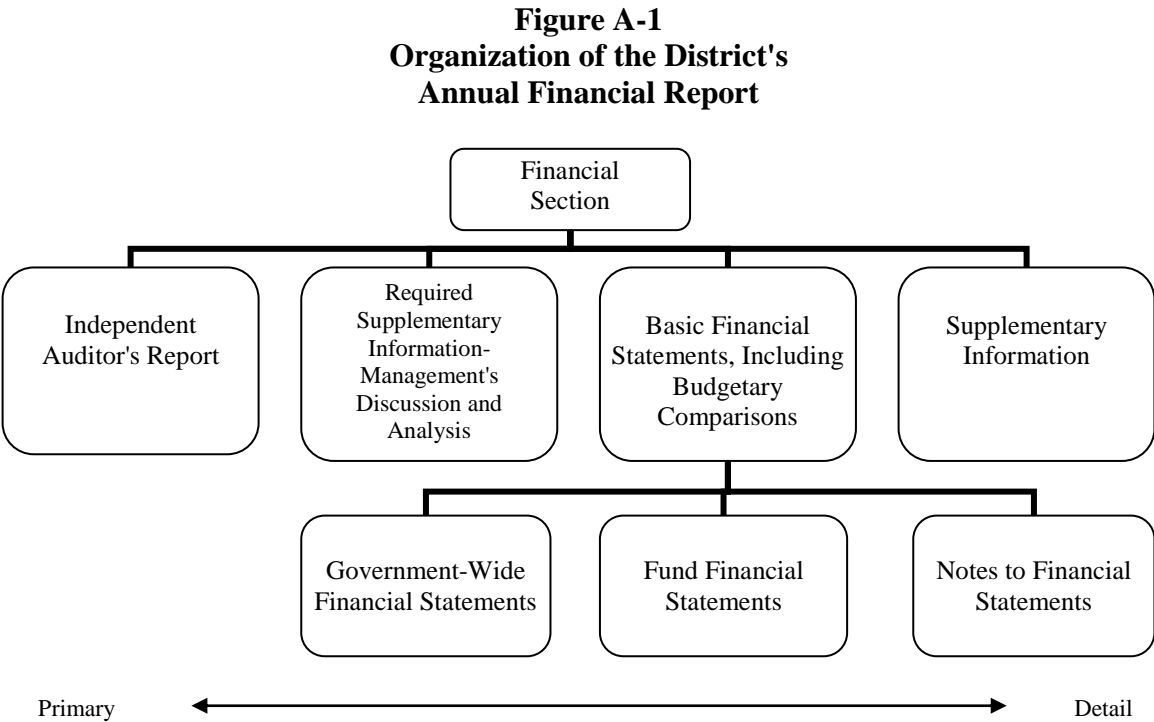 Figure A-1
Organization of the District's
Annual Financial Report
Financial
Section
Independent
Auditor's Report
Required
Supplementary
Information-
Management's
Discussion and
Analysis
Basic Financial
Statements, Including
Budgetary
Comparisons
Supplementary
Information
Government-Wide
Financial Statements
Fund Financial
Statements
Notes to Financial
Statements
Primary
Detail